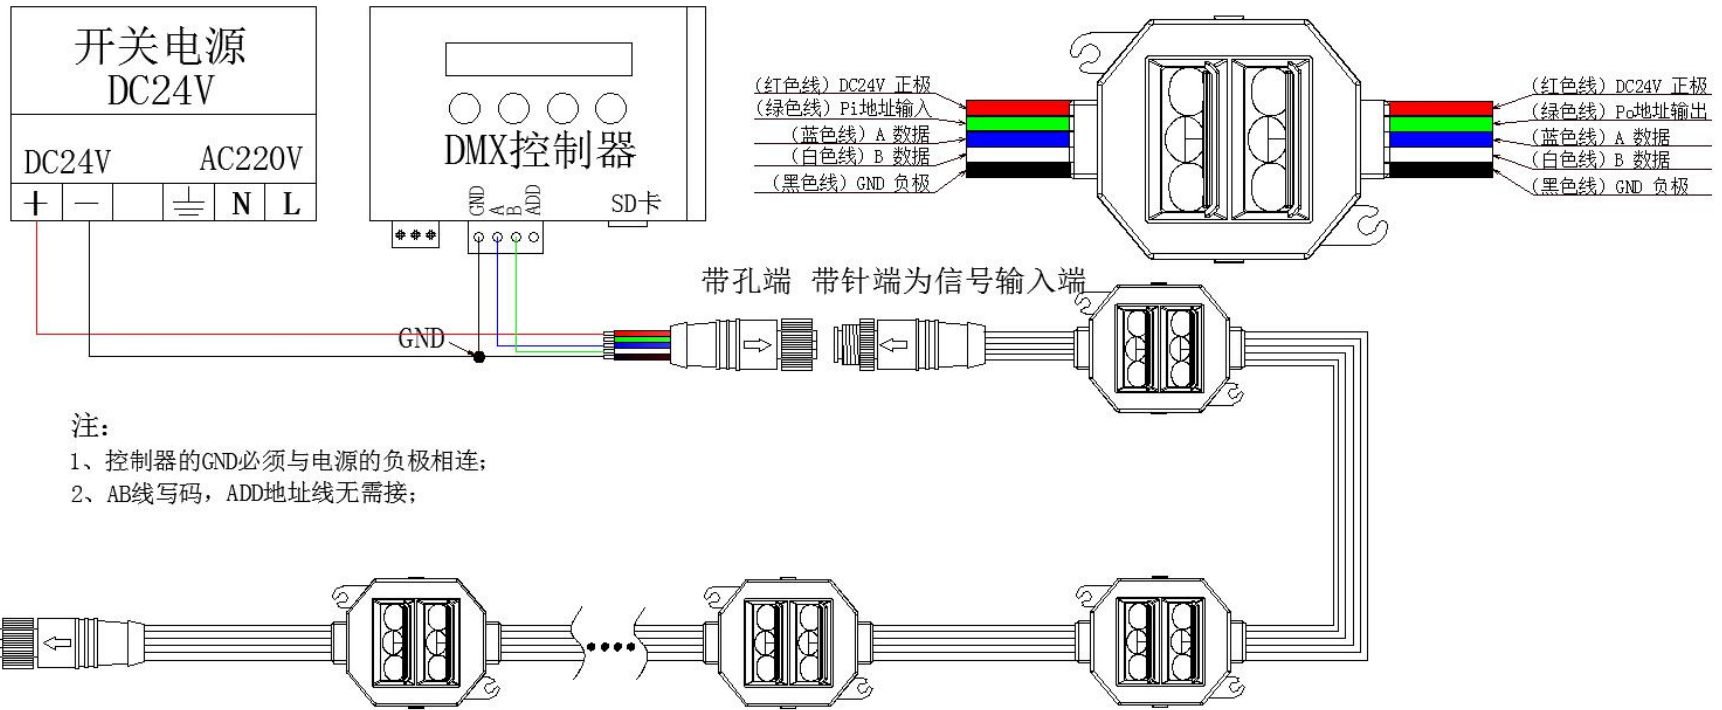 开关电源
DC24V
DC24V
AC220V
+
－
N
L
DMX控制器
GND
A
B
ADD
SD卡
(红色线) DC24V 正极
(绿色线) Pi地址输入
(蓝色线) A 数据
(白色线) B 数据
(黑色线) GND 负极
(红色线) DC24V 正极
(绿色线) Po地址输出
(蓝色线) A 数据
(白色线) B 数据
(黑色线) GND 负极
带孔端 带针端为信号输入端
GND
注:
1、控制器的GND必须与电源的负极相连;
2、AB线写码，ADD地址线无需接;